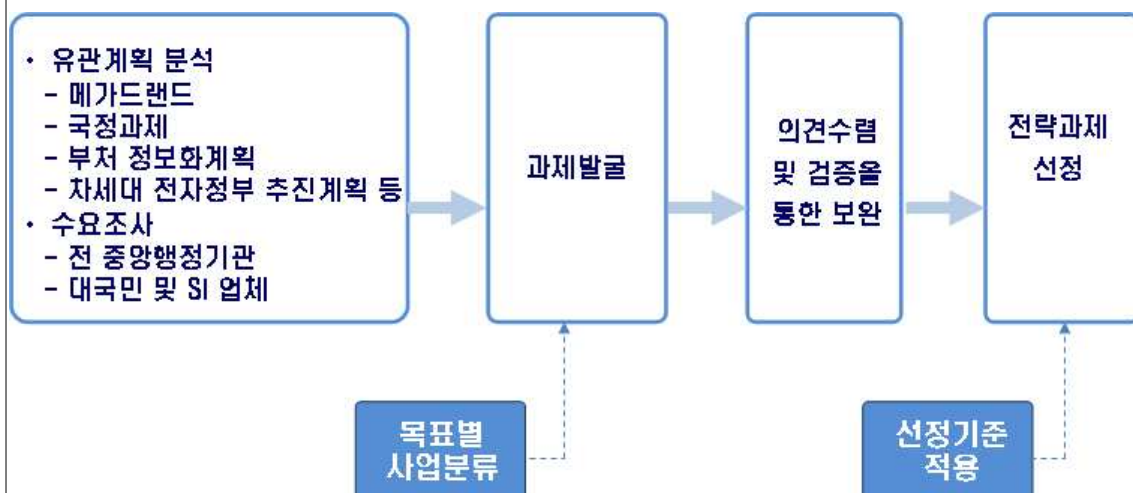 • 유관계획 분석
- 메가드랜드
- 국정과제
- 부처 정보화계획
- 차세대 전자정부 추진계획 등
• 수요조사
- 전 중앙행정기관
- 대국민 및 SI 업체
과제발굴
의견수렴
및 검증을
통한 보완
전략과제
선정
목표별
사업분류
선정기준
적용